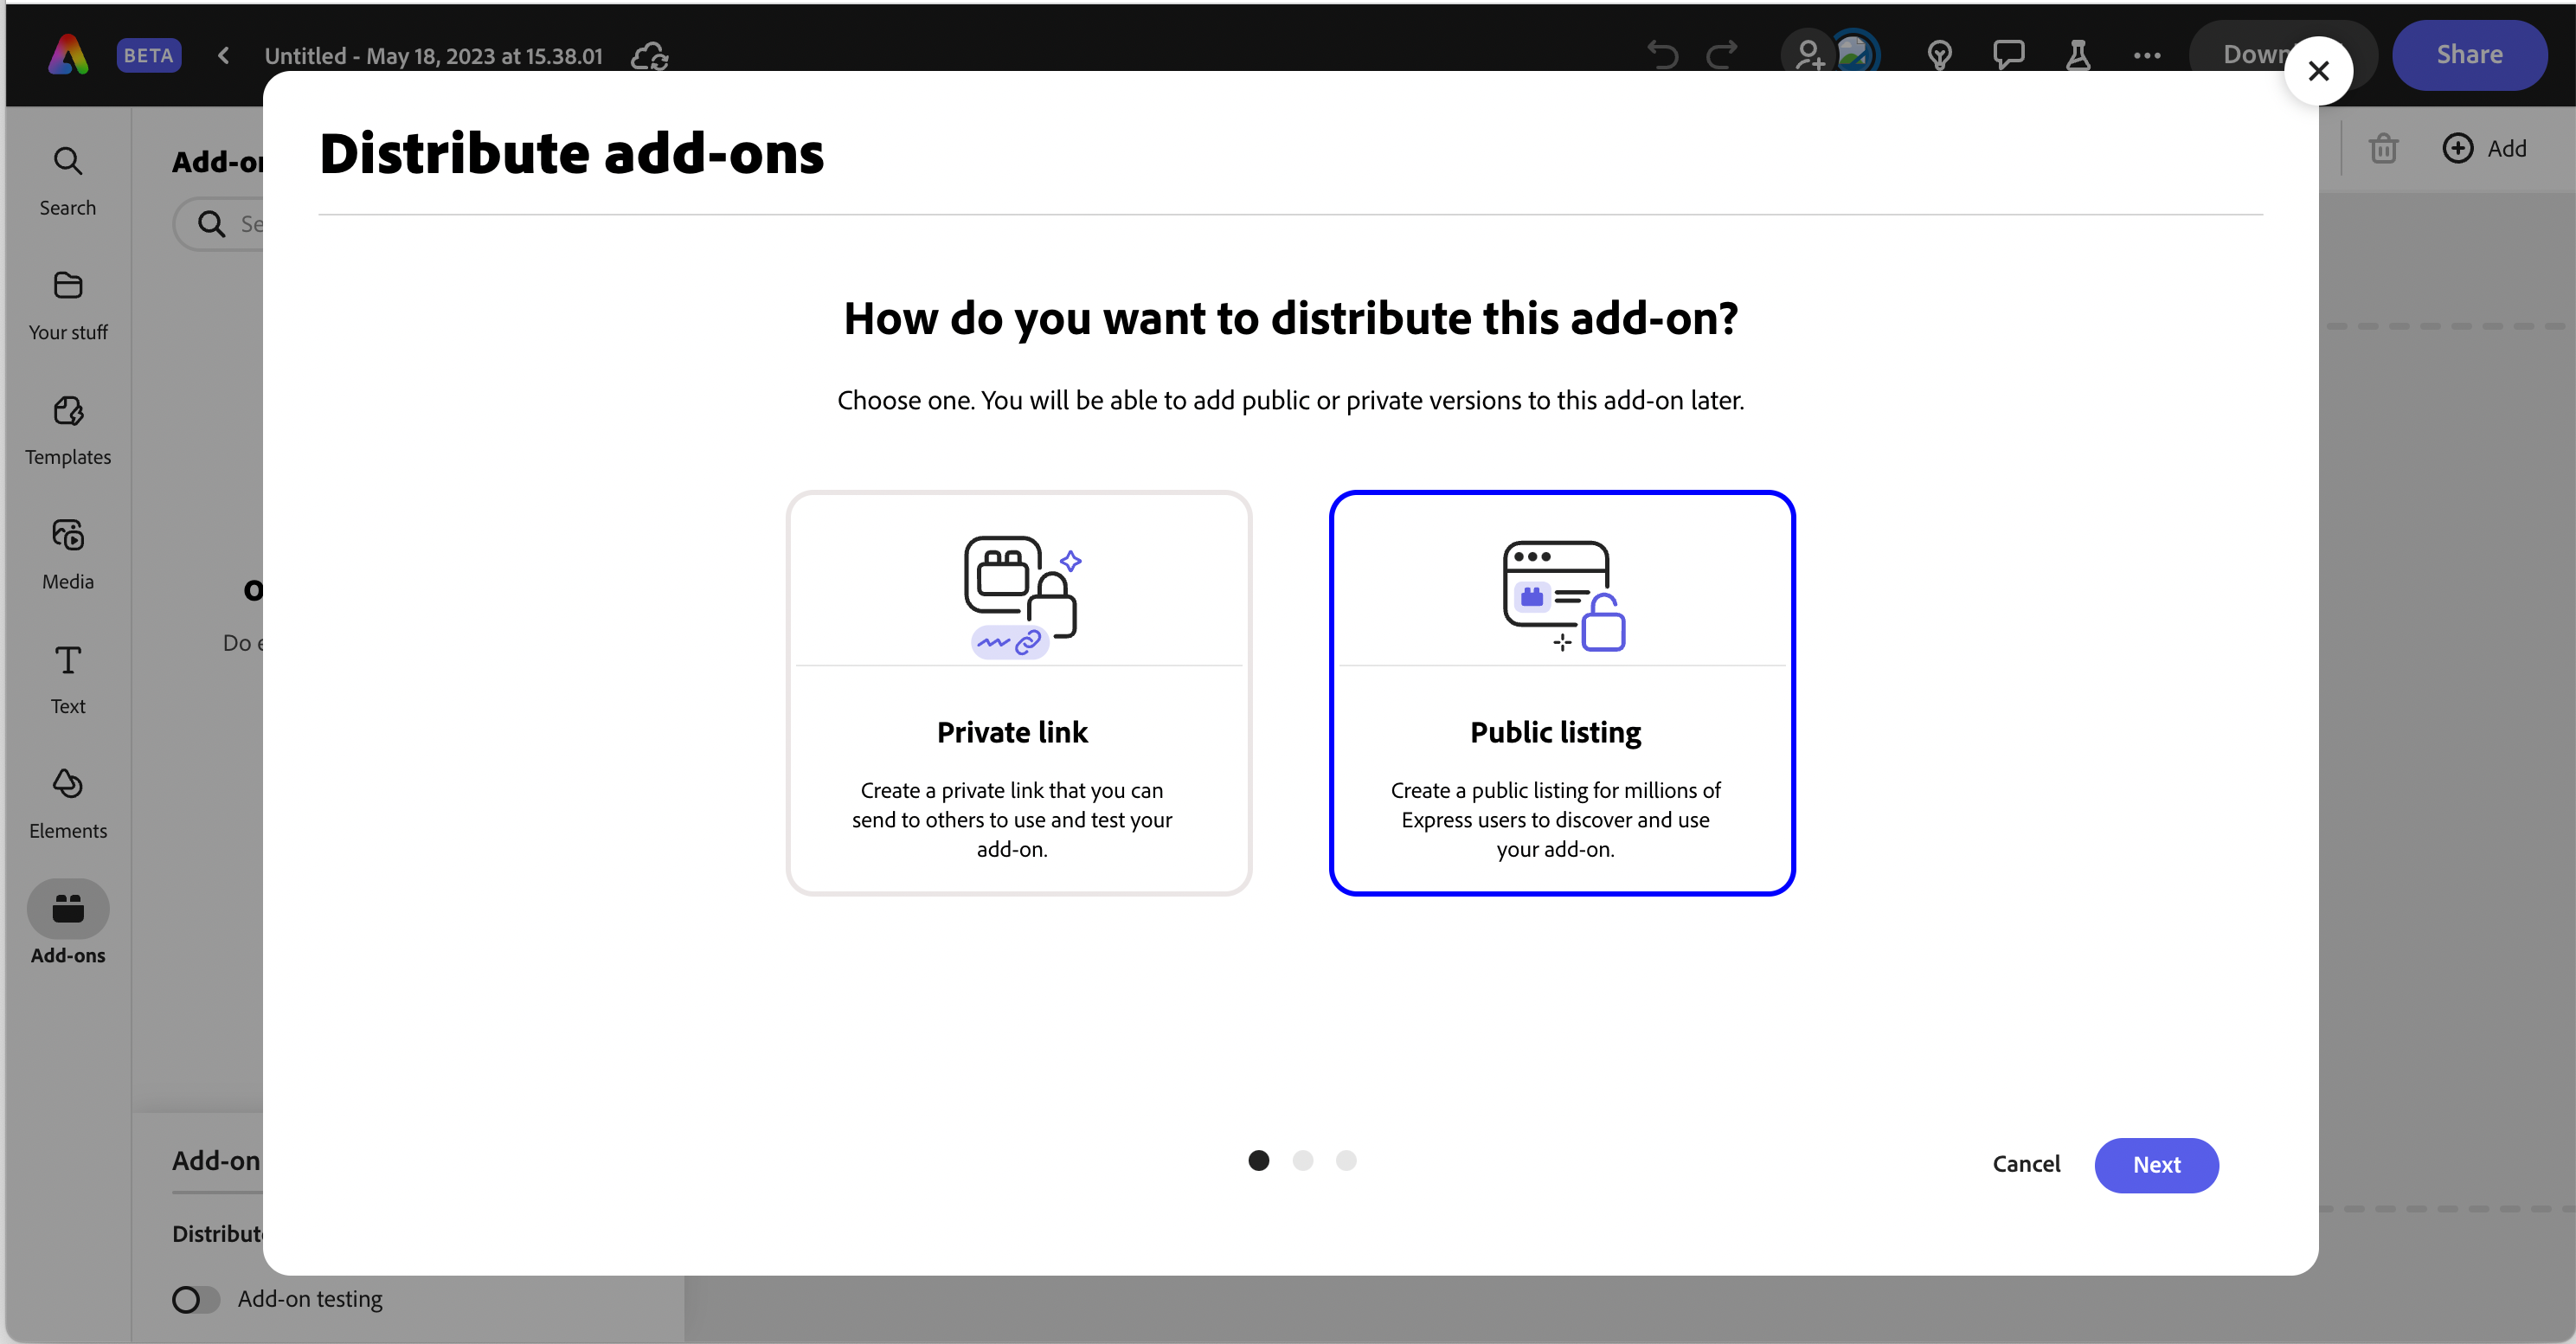 BETA
Untitled - May 18, 2023 at 15.38.01
Share
Distribute add-ons
Add
Search
How do you want to distribute this add-on?
Your stuff
Choose one. You will be able to add public or private versions to this add-on later.
Templates
Media
Do
Text
Private link
Public listing
Create a private link that you can
send to others to use and test your
add-on.
Create a public listing for millions of
Express users to discover and use
your add-on.
Elements
Add-ons
Add-on
Cancel
Next
Add-on testing